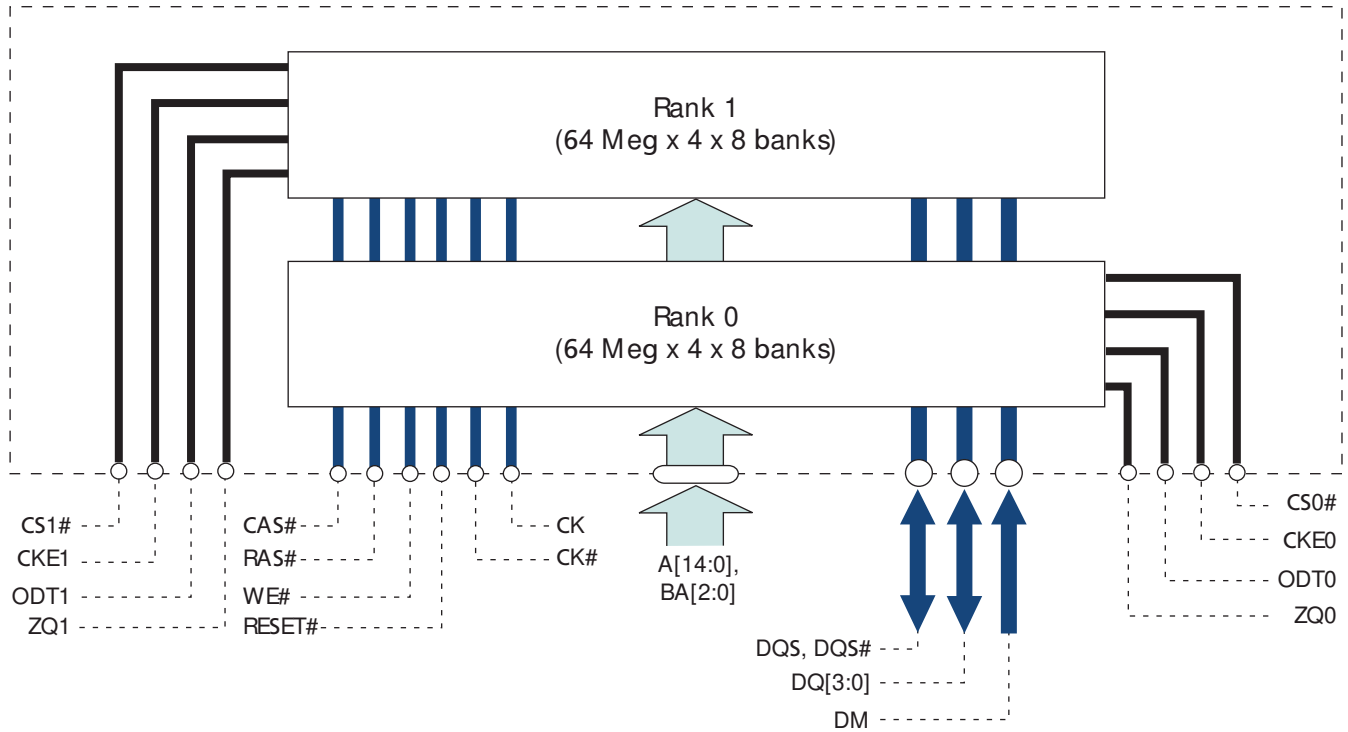 Rank 1
(64 Meg x 4 x 8 banks)
Rank 0
(64 Meg x 4 x 8 banks)
CS1#
CKE1
ODT1
ZQ1
CAS#
RAS#
WE#
RESET#
CK
CK#
A[14:0],
BA[2:0]
DQS, DQS#
DQ[3:0]
DM
CS0#
CKE0
ODT0
ZQ0